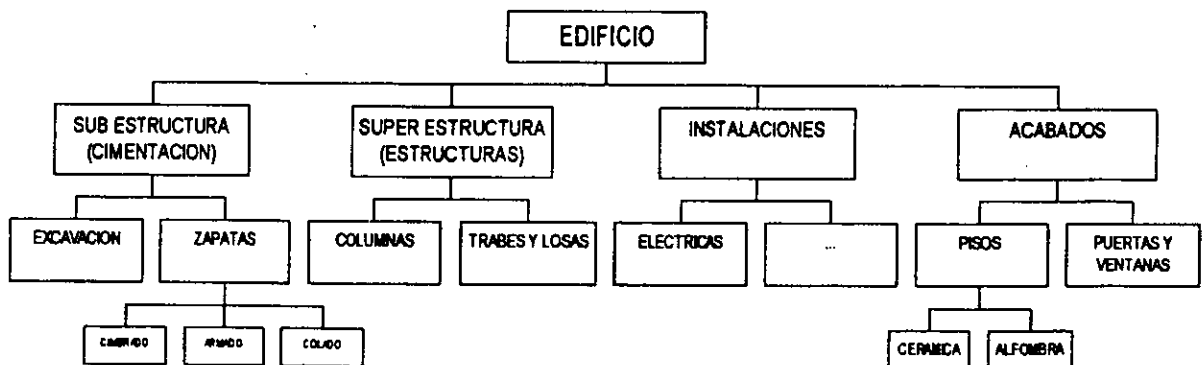 EDIFICIO
SUB ESTRUCTURA
(CIMENTACION)
SUPER ESTRUCTURA
(ESTRUCTURAS)
INSTALACIONES
ACABADOS
EXCAVACION
ZAPATAS
COLUMNAS
TRABES Y LOSAS
ELECTRICAS
...
PISOS
PUERTAS Y
VENTANAS
CIMBRADO
ARMADO
COLADO
CERAMICA
ALFOMBRA